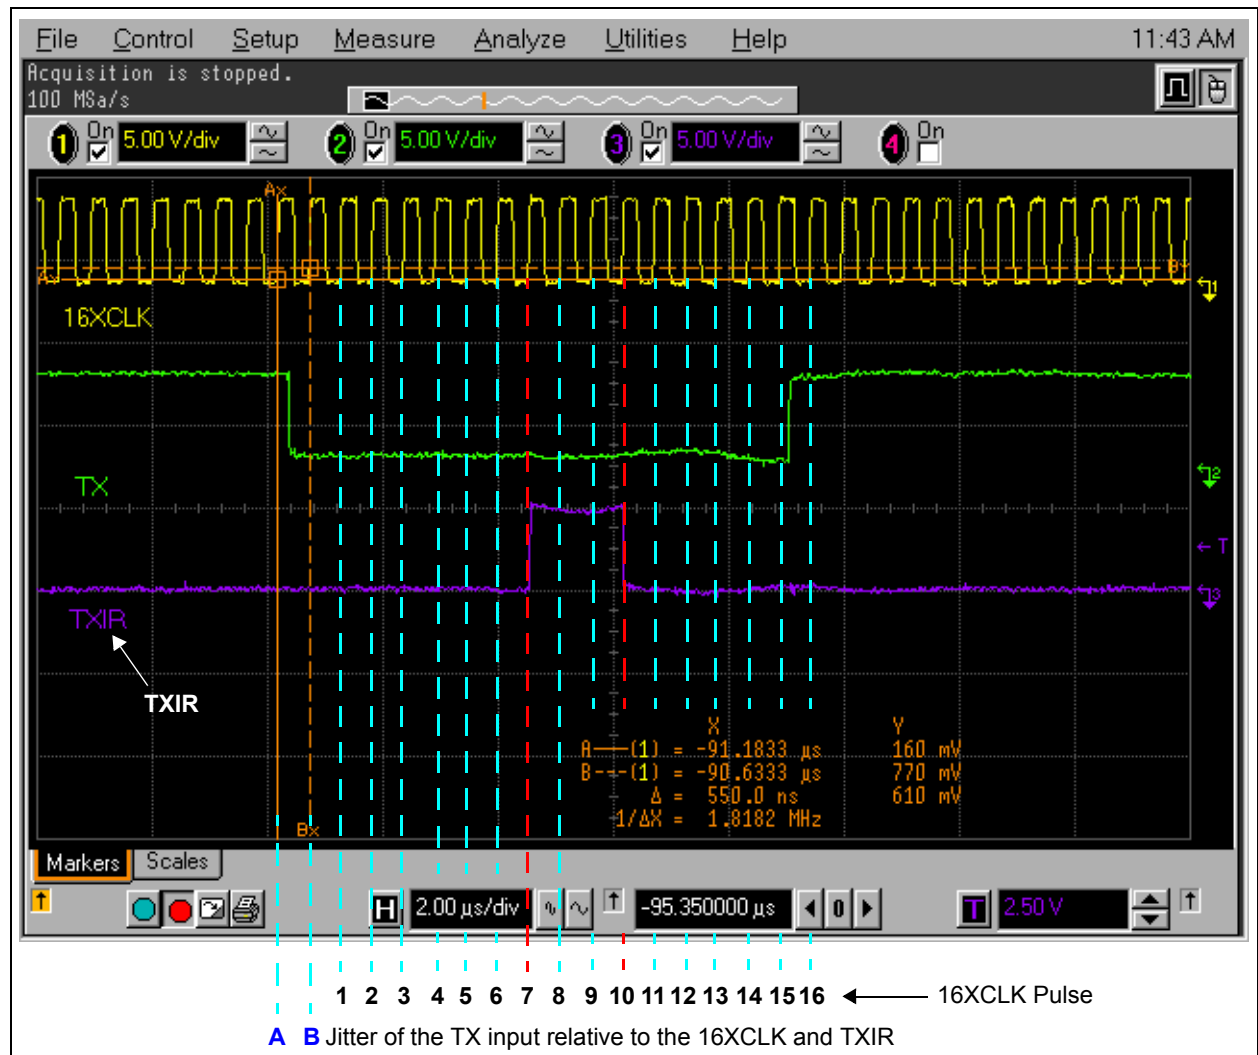 File Control Setup Measure Analyze Utilities Help 11:43 AM
Acquisition is stopped.
100 MSa/s
1 On 5.00 V/div 2 On 5.00 V/div 3 On 5.00 V/div 4 On
Ax
Ay By
16XCLK 1
TX 2
T
TXIR 3
TXIR
X Y
A——(1) = -91.1833 µs 160 mV
B---(1) = -90.6333 µs 770 mV
Δ = 550.0 ns 610 mV
1/ΔX = 1.8182 MHz
Bx
Markers Scales
H 2.00 µs/div -95.350000 µs 0 T 2.50 V
1 2 3 4 5 6 7 8 9 10 11 12 13 14 15 16 16XCLK Pulse
A B Jitter of the TX input relative to the 16XCLK and TXIR